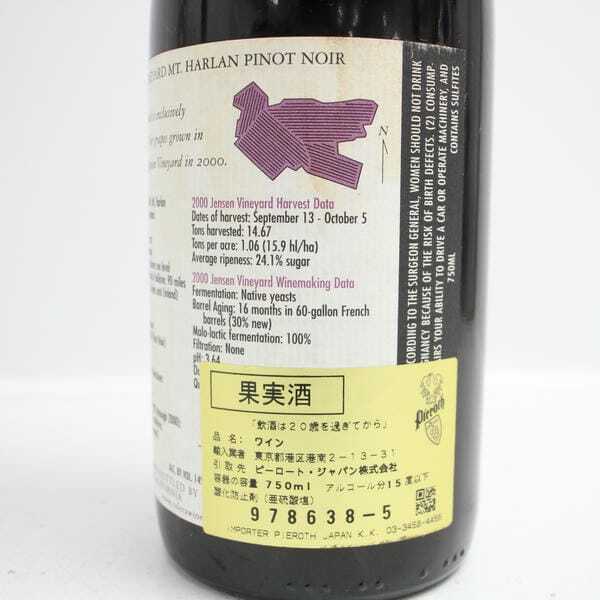 YARD MT. HARLAN PINOT NOIR
exclusively
grapes grown in
Vineyard in 2000.
N
2000 Jensen Vineyard Harvest Data
Dates of harvest: September 13 - October 5
Tons harvested: 14.67
Tons per acre: 1.06 (15.9 hl/ha)
Average ripeness: 24.1% sugar
2000 Jensen Vineyard Winemaking Data
Fermentation: Native yeasts
Barrel Aging: 16 months in 60-gallon French
barrels (30% new)
Malo-lactic fermentation: 100%
Filtration: None
pH: 3.64
CORDING TO THE SURGEON GENERAL, WOMEN SHOULD NOT DRINK
GNANCY BECAUSE OF THE RISK OF BIRTH DEFECTS. (2) CONSUMP-
AIRS YOUR ABILITY TO DRIVE A CAR OR OPERATE MACHINERY, AND
CONTAINS SULFITES
750ML
果実酒
Pieroth
「飲酒は20歳を過ぎてから」
品名: ワイン
輸入業者 東京都港区港南2-13-31
引取先 ピーロート・ジャパン株式会社
容器の容量 750ml アルコール分15度以下
酸化防止剤(亜硫酸塩)
978638-5
IMPORTER PIEROTH JAPAN K.K. 03-3458-4455